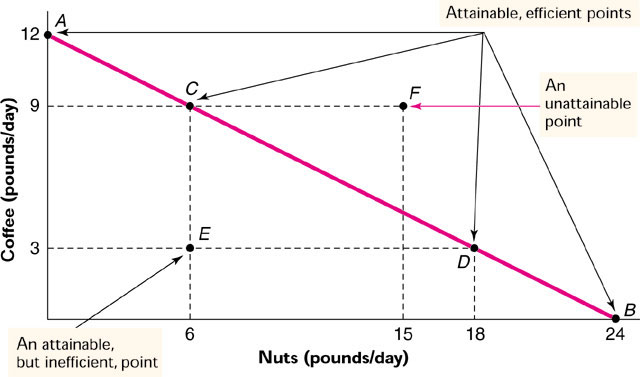 Attainable, efficient points
A
12
C
F
An
unattainable
point
9
Coffee (pounds/day)
E
3
D
B
An attainable,
but inefficient, point
6
15
18
24
Nuts (pounds/day)